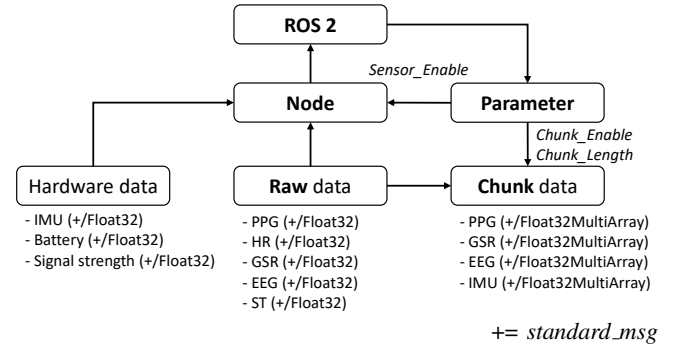 ROS 2
Sensor_Enable
Node
Parameter
Chunk_Enable
Chunk_Length
Hardware data
Raw data
Chunk data
- IMU (+/Float32)
- Battery (+/Float32)
- Signal strength (+/Float32)
- PPG (+/Float32)
- HR (+/Float32)
- GSR (+/Float32)
- EEG (+/Float32)
- ST (+/Float32)
- PPG (+/Float32MultiArray)
- GSR (+/Float32MultiArray)
- EEG (+/Float32MultiArray)
- IMU (+/Float32MultiArray)
+= standard_msg